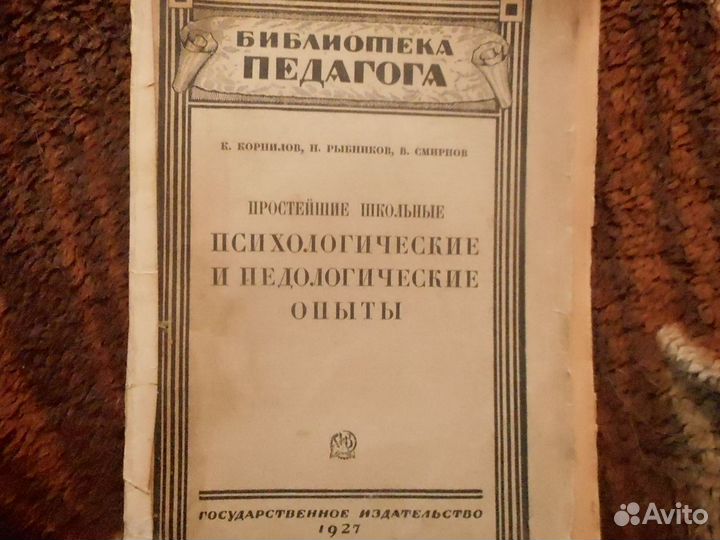 БИБЛИОТЕКА
ПЕДАГОГА
К. КОРНИЛОВ, Н. РЫБНИКОВ, В. СМИРНОВ
ПРОСТЕЙШИЕ ШКОЛЬНЫЕ
ПСИХОЛОГИЧЕСКИЕ
И ПЕДОЛОГИЧЕСКИЕ
ОПЫТЫ
ГОСУДАРСТВЕННОЕ ИЗДАТЕЛЬСТВО
1927
Avito